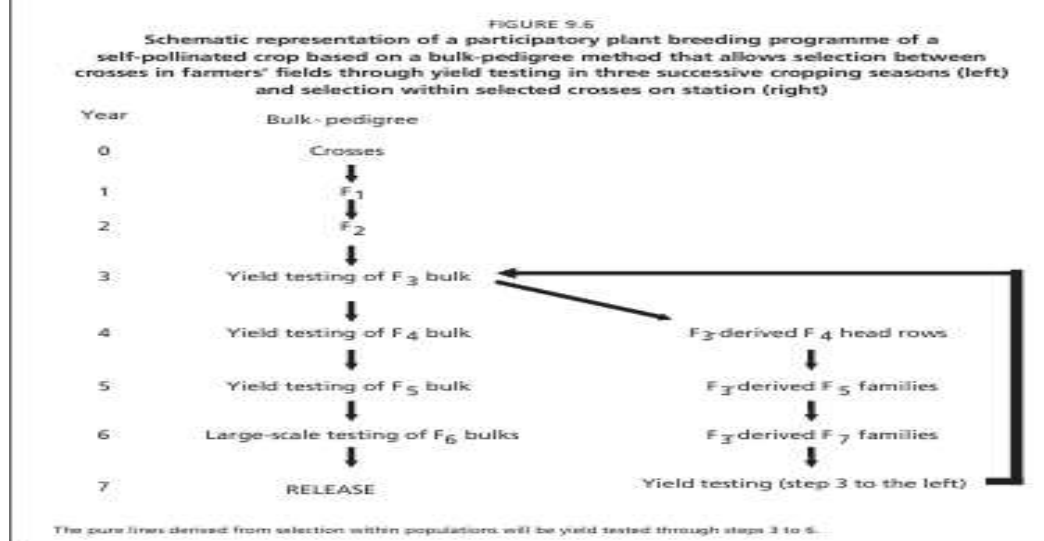 FIGURE 9.6
Schematic representation of a participatory plant breeding programme of a
self-pollinated crop based on a bulk-pedigree method that allows selection between
crosses in farmers' fields through yield testing in three successive cropping seasons (left)
and selection within selected crosses on station (right)
Year Bulk-pedigree
0 Crosses
1 F1
2 F2
3 Yield testing of F3 bulk
4 Yield testing of F4 bulk F3-derived F4 head rows
5 Yield testing of F5 bulk F3-derived F5 families
6 Large-scale testing of F6 bulks F3-derived F7 families
7 RELEASE Yield testing (step 3 to the left)
The pure lines derived from selection within populations will be yield tested through steps 3 to 6.